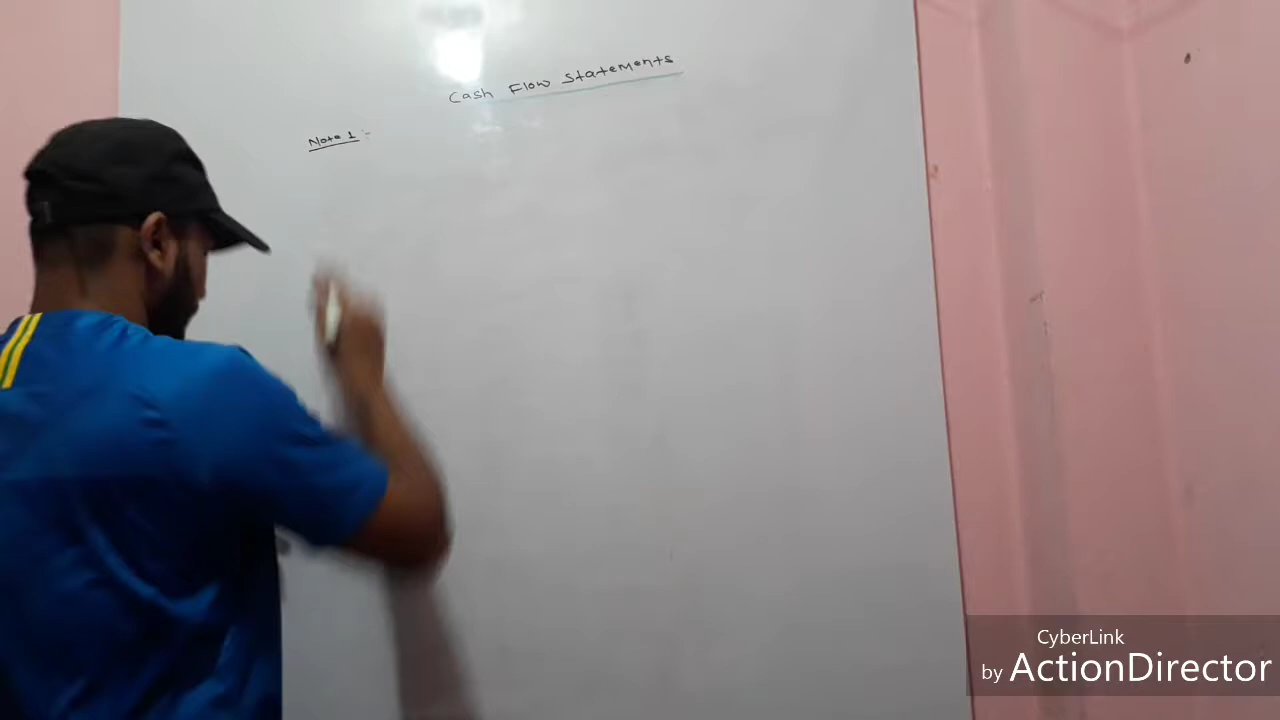 Cash Flow Statements
Note 1 :-
CyberLink
by ActionDirector